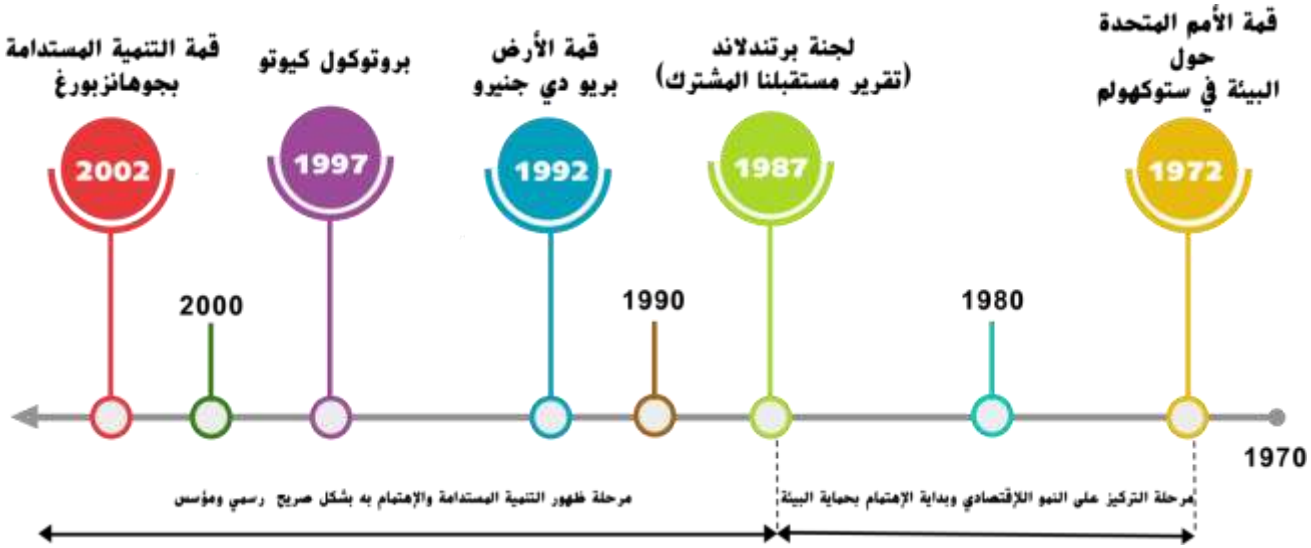 قمة الأمم المتحدة
حول
البيئة في ستوكهولم
1972
لجنة برتندلاند
(تقرير مستقبلنا المشترك)
1987
قمة الأرض
بريو دي جنيرو
1992
بروتوكول كيوتو
1997
قمة التنمية المستدامة
بجوهانزبورغ
2002
1970
1980
1990
2000
مرحلة التركيز على النمو اللإقتصادي وبداية الإهتمام بحماية البيئة
مرحلة ظهور التنمية المستدامة والإهتمام به بشكل صريح رسمي ومؤسس